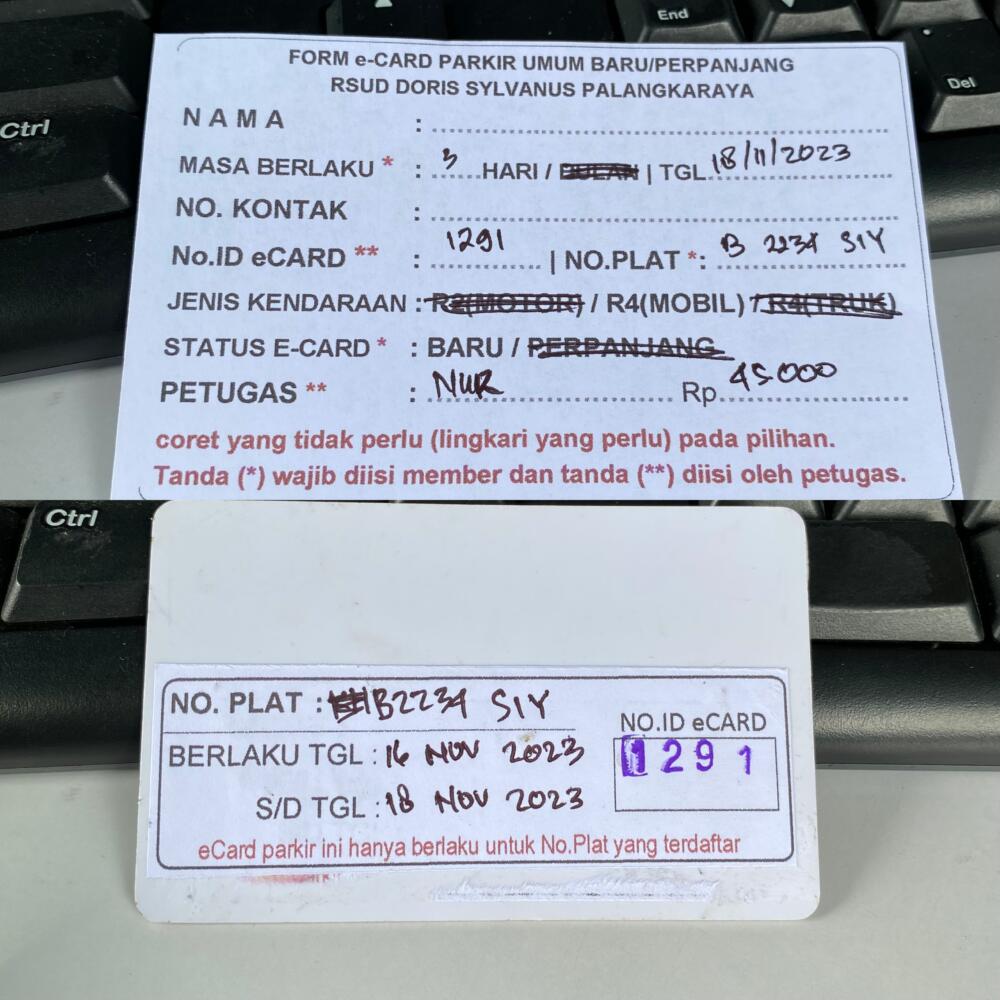 End
Del
Ctrl
FORM e-CARD PARKIR UMUM BARU/PERPANJANG
RSUD DORIS SYLVANUS PALANGKARAYA
N A M A :
MASA BERLAKU * : 3 HARI / BULAN | TGL 18/11/2023
NO. KONTAK :
No.ID eCARD ** : 1291 | NO.PLAT *: B 2234 SIY
JENIS KENDARAAN : R2(MOTOR) / R4(MOBIL) / R4(TRUK)
STATUS E-CARD * : BARU / PERPANJANG
PETUGAS ** : NUR Rp 45000
coret yang tidak perlu (lingkari yang perlu) pada pilihan.
Tanda (*) wajib diisi member dan tanda (**) diisi oleh petugas.
Ctrl
NO. PLAT : B2234 SIY
NO.ID eCARD
BERLAKU TGL : 16 NOV 2023
1291
S/D TGL : 18 NOV 2023
eCard parkir ini hanya berlaku untuk No.Plat yang terdaftar